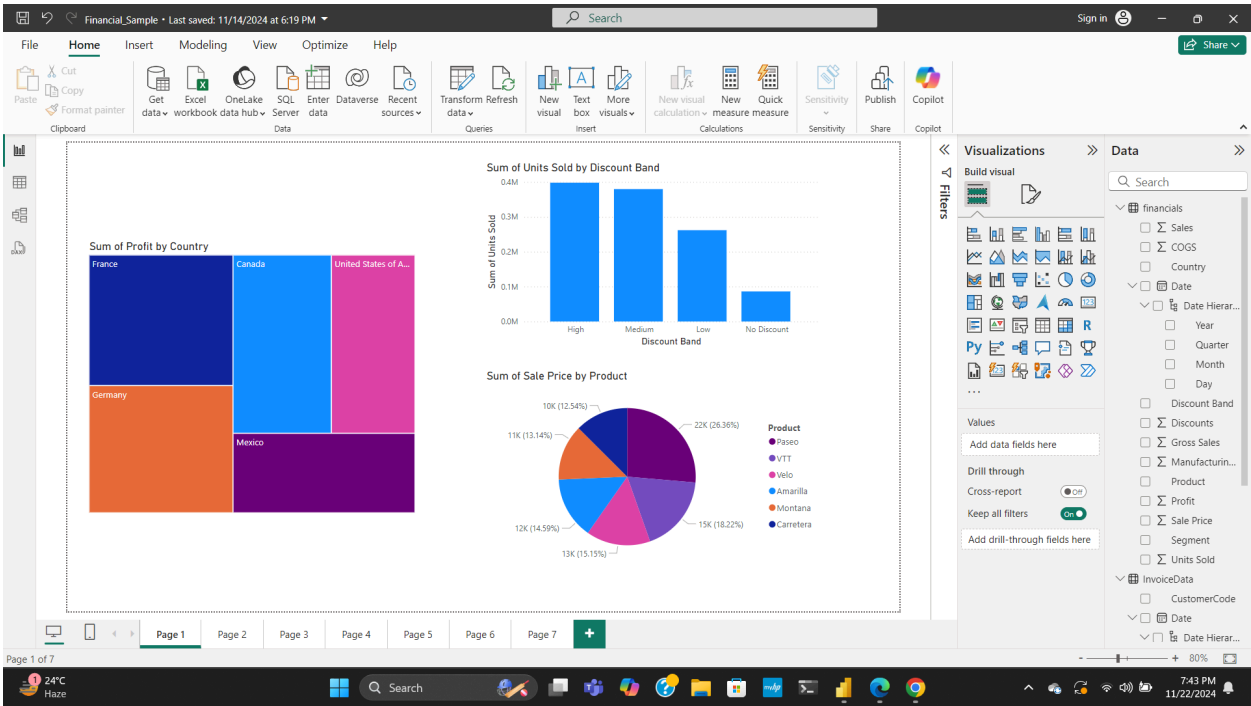 Financial_Sample • Last saved: 11/14/2024 at 6:19 PM
Search
Sign in
File Home Insert Modeling View Optimize Help
Share
Paste
Cut
Copy
Format painter
Clipboard
Get data
Excel workbook
OneLake data hub
SQL Server
Enter data
Dataverse
Recent sources
Data
Transform data
Refresh
Queries
New visual
Text box
More visuals
Insert
New visual calculation
New measure
Quick measure
Calculations
Sensitivity
Sensitivity
Publish
Share
Copilot
Copilot
Sum of Profit by Country
France
Canada
United States of A...
Germany
Mexico
Sum of Units Sold by Discount Band
Sum of Units Sold
0.4M
0.3M
0.2M
0.1M
0.0M
High Medium Low No Discount
Discount Band
Sum of Sale Price by Product
10K (12.54%)
22K (26.36%)
11K (13.14%)
12K (14.59%)
15K (18.22%)
13K (15.15%)
Product
Paseo
VTT
Velo
Amarilla
Montana
Carretera
Filters
Visualizations
Build visual
123
R
Py
...
Values
Add data fields here
Drill through
Cross-report
Off
Keep all filters
On
Add drill-through fields here
Data
Search
financials
Sales
COGS
Country
Date
Date Hierar...
Year
Quarter
Month
Day
Discount Band
Discounts
Gross Sales
Manufacturin...
Product
Profit
Sale Price
Segment
Units Sold
InvoiceData
CustomerCode
Date
Date Hierar...
Page 1 Page 2 Page 3 Page 4 Page 5 Page 6 Page 7 +
Page 1 of 7
- + 80%
1
24°C
Haze
Search
7:43 PM
11/22/2024